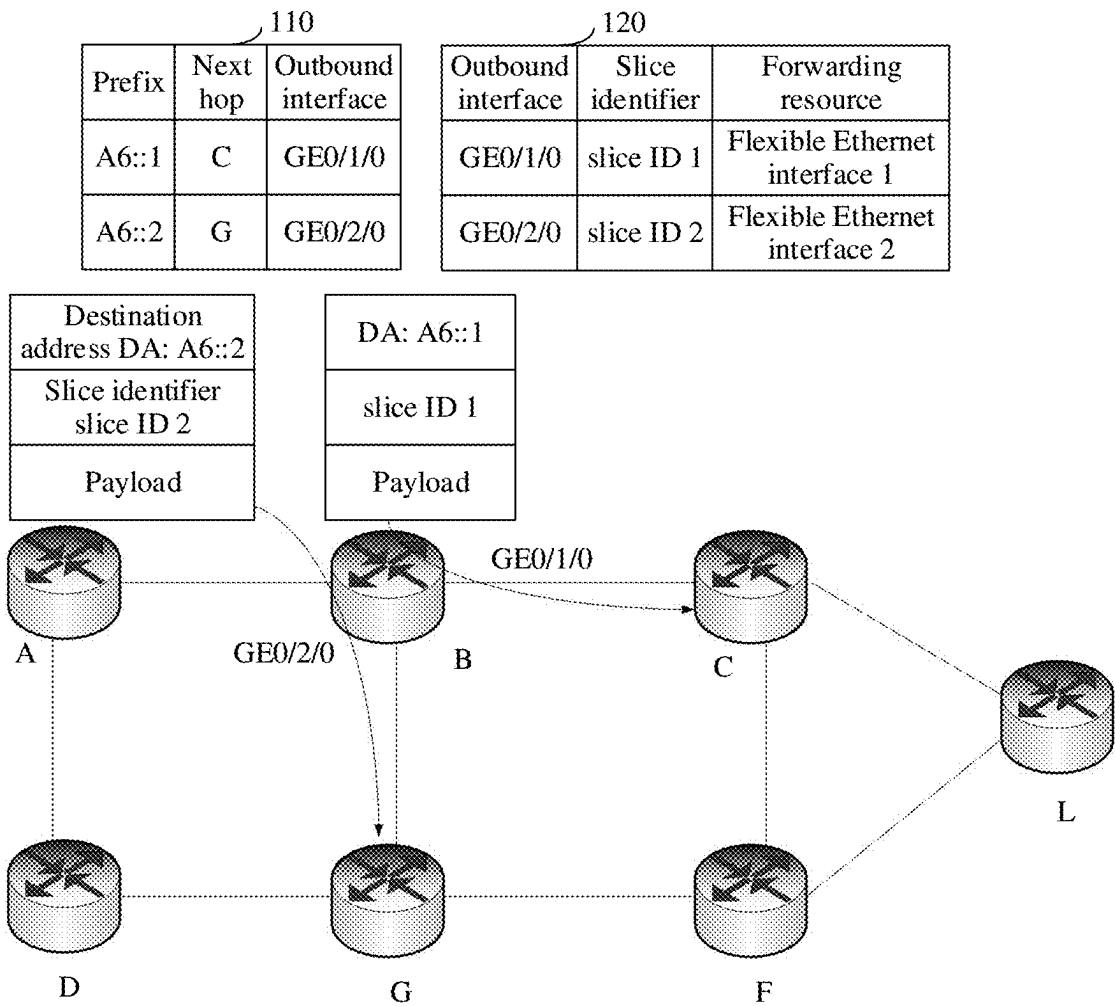 110
120
Prefix
Next
hop
Outbound
interface
A6::1
C
GE0/1/0
A6::2
G
GE0/2/0
Outbound
interface
Slice
identifier
Forwarding
resource
GE0/1/0
slice ID 1
Flexible Ethernet
interface 1
GE0/2/0
slice ID 2
Flexible Ethernet
interface 2
Destination
address DA: A6::2
Slice identifier
slice ID 2
Payload
DA: A6::1
slice ID 1
Payload
GE0/1/0
GE0/2/0
A
B
C
L
D
G
F